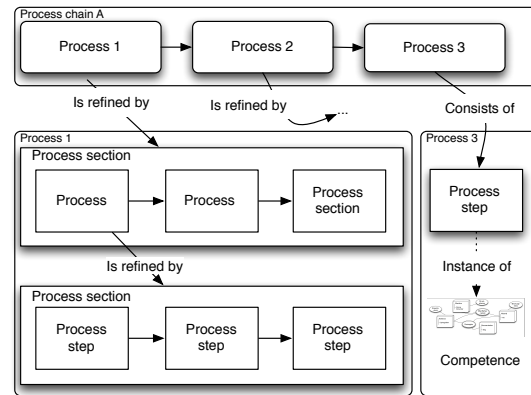 Process chain A
Process 1
Process 2
Process 3
Is refined by
Is refined by
...
Consists of
Process 1
Process section
Process
Process
Process
section
Is refined by
Process section
Process
step
Process
step
Process
step
Process 3
Process
step
Instance of
Competence